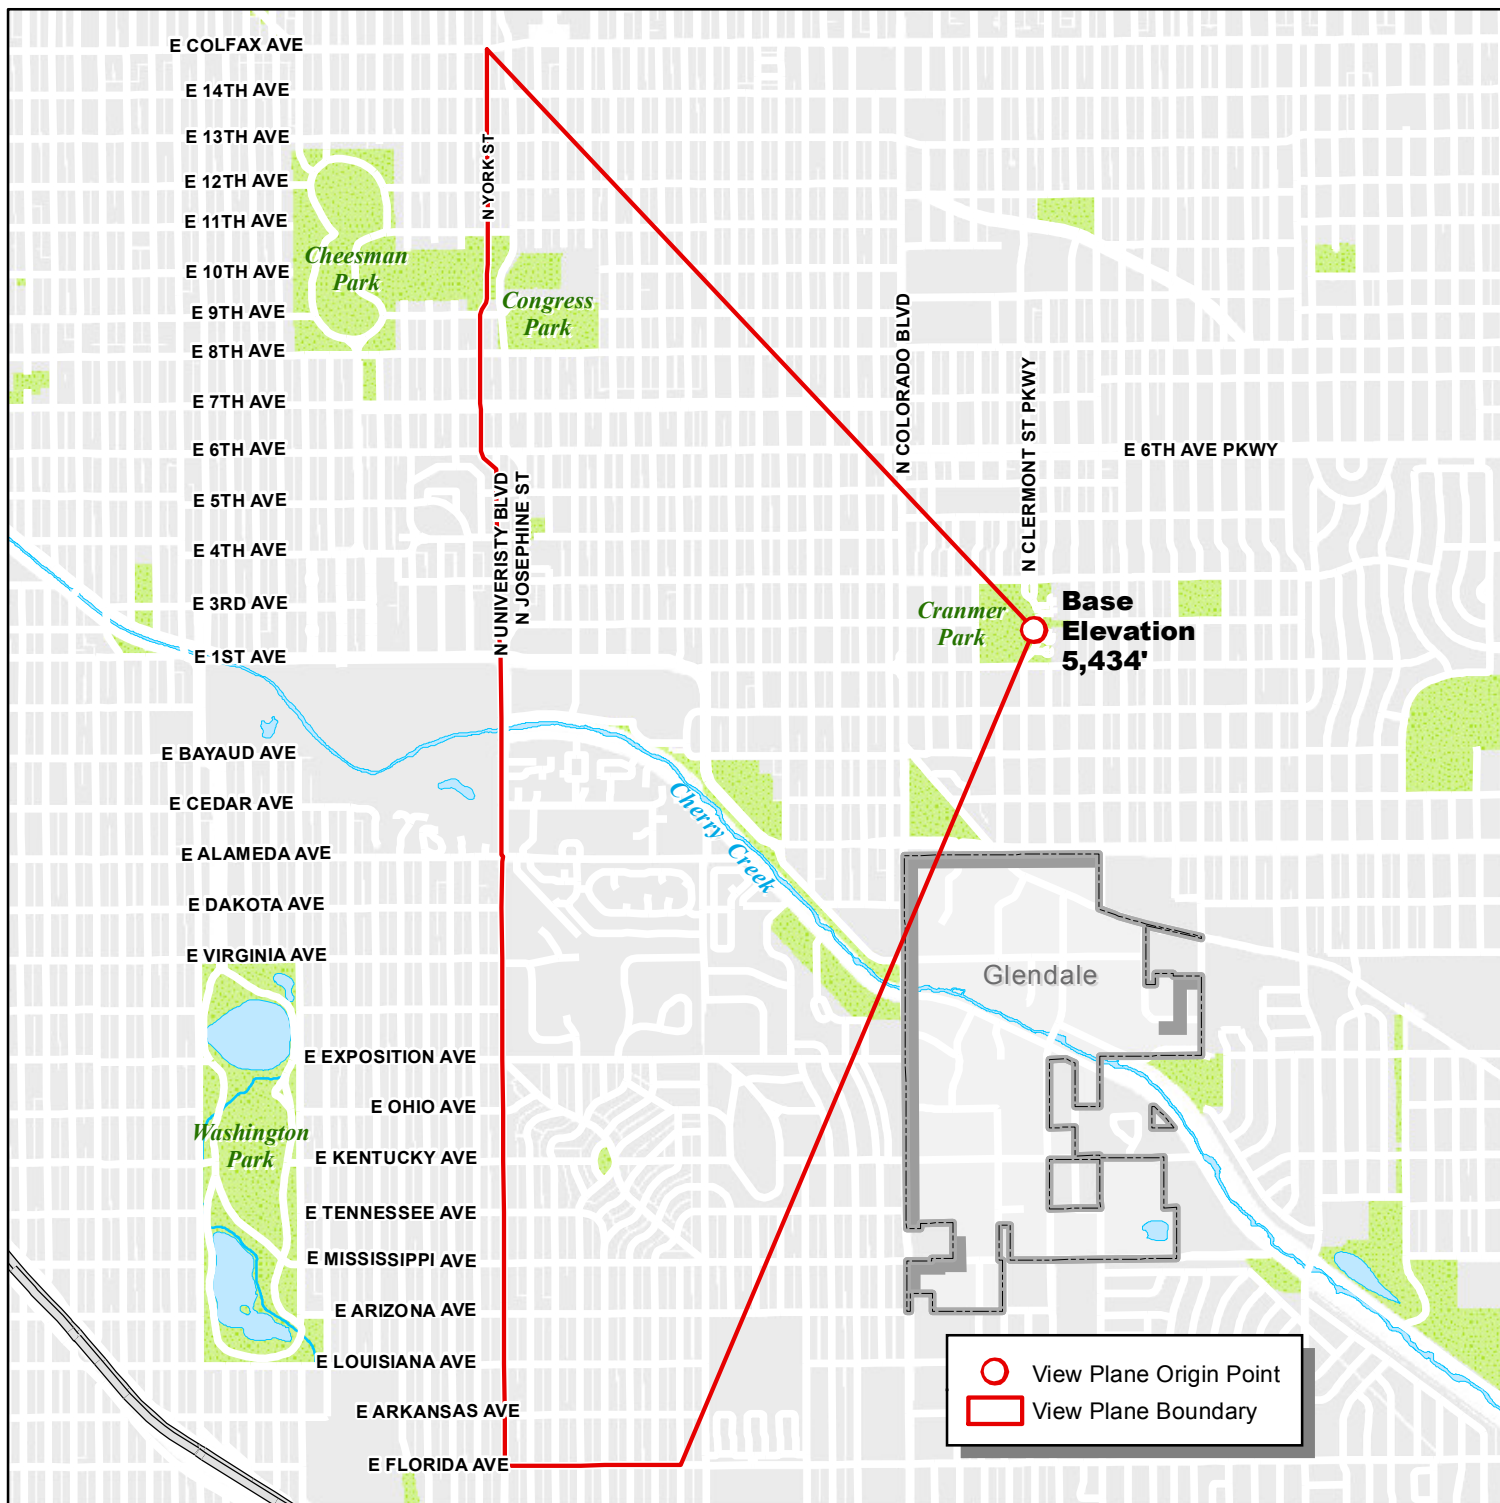 E COLFAX AVE
E 14TH AVE
E 13TH AVE
E 12TH AVE
E 11TH AVE
E 10TH AVE
E 9TH AVE
E 8TH AVE
E 7TH AVE
E 6TH AVE
E 5TH AVE
E 4TH AVE
E 3RD AVE
E 1ST AVE
E BAYAUD AVE
E CEDAR AVE
E ALAMEDA AVE
E DAKOTA AVE
E VIRGINIA AVE
E EXPOSITION AVE
E OHIO AVE
E KENTUCKY AVE
E TENNESSEE AVE
E MISSISSIPPI AVE
E ARIZONA AVE
E LOUISIANA AVE
E ARKANSAS AVE
E FLORIDA AVE
Cheesman
Park
Washington
Park
N YORK ST
Congress
Park
N UNIVERISTY BLVD
N JOSEPHINE ST
Cherry Creek
N COLORADO BLVD
N CLERMONT ST PKWY
E 6TH AVE PKWY
Cranmer
Park
Base
Elevation
5,434'
Glendale
View Plane Origin Point
View Plane Boundary